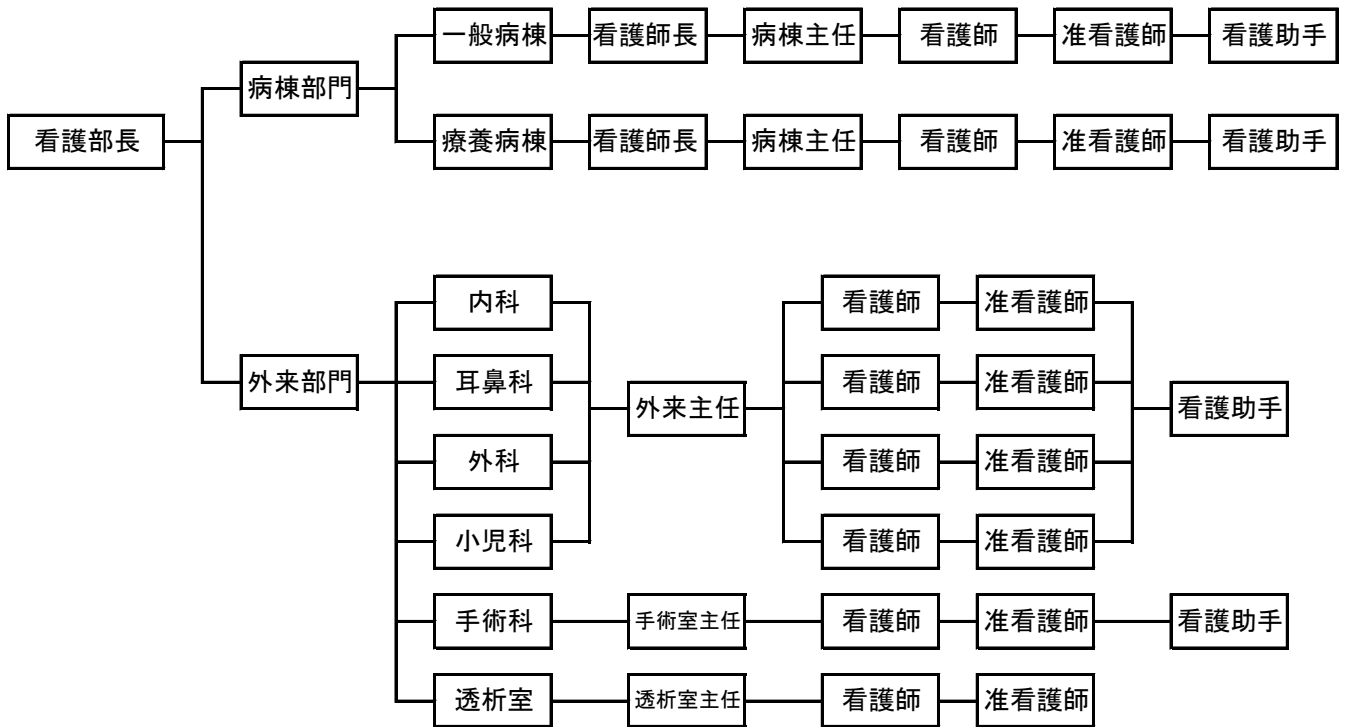 一般病棟 看護師長 病棟主任 看護師 准看護師 看護助手
病棟部門
看護部長
療養病棟 看護師長 病棟主任 看護師 准看護師 看護助手
内科 看護師 准看護師
外来部門 耳鼻科 看護師 准看護師
外来主任 看護助手
外科 看護師 准看護師
小児科 看護師 准看護師
手術科 手術室主任 看護師 准看護師 看護助手
透析室 透析室主任 看護師 准看護師